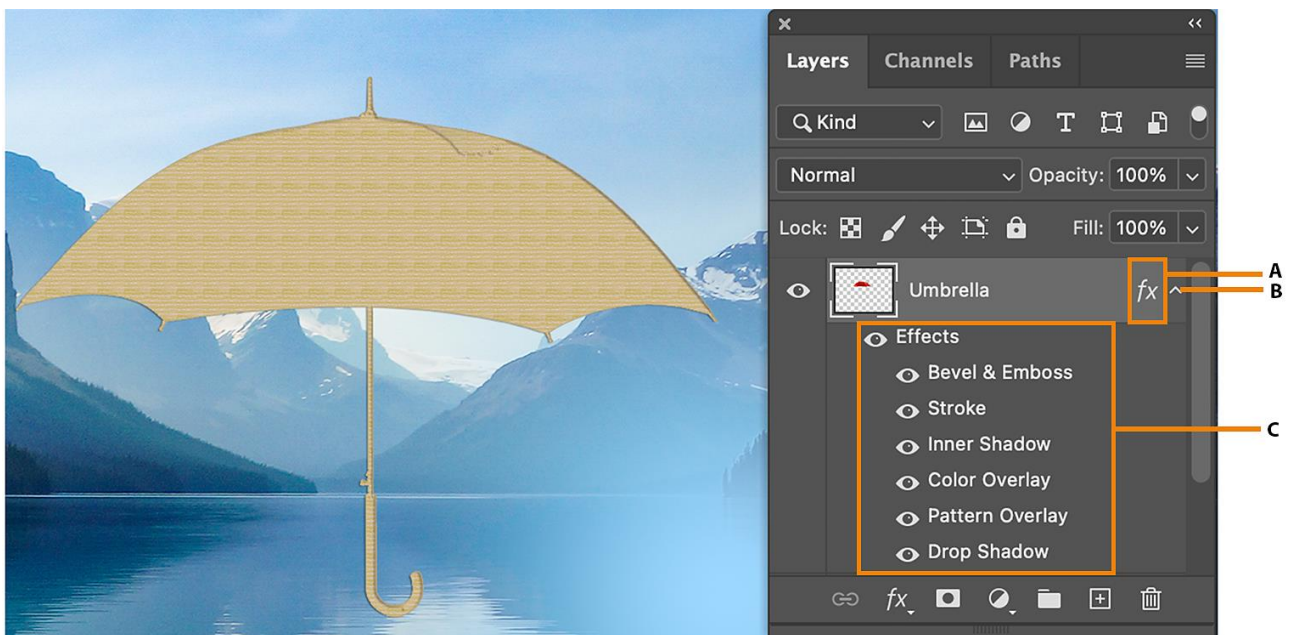 Layers Channels Paths
Kind T
Normal Opacity: 100%
Lock: Fill: 100%
A
Umbrella fx B
Effects
Bevel & Emboss
Stroke
C
Inner Shadow
Color Overlay
Pattern Overlay
Drop Shadow
fx